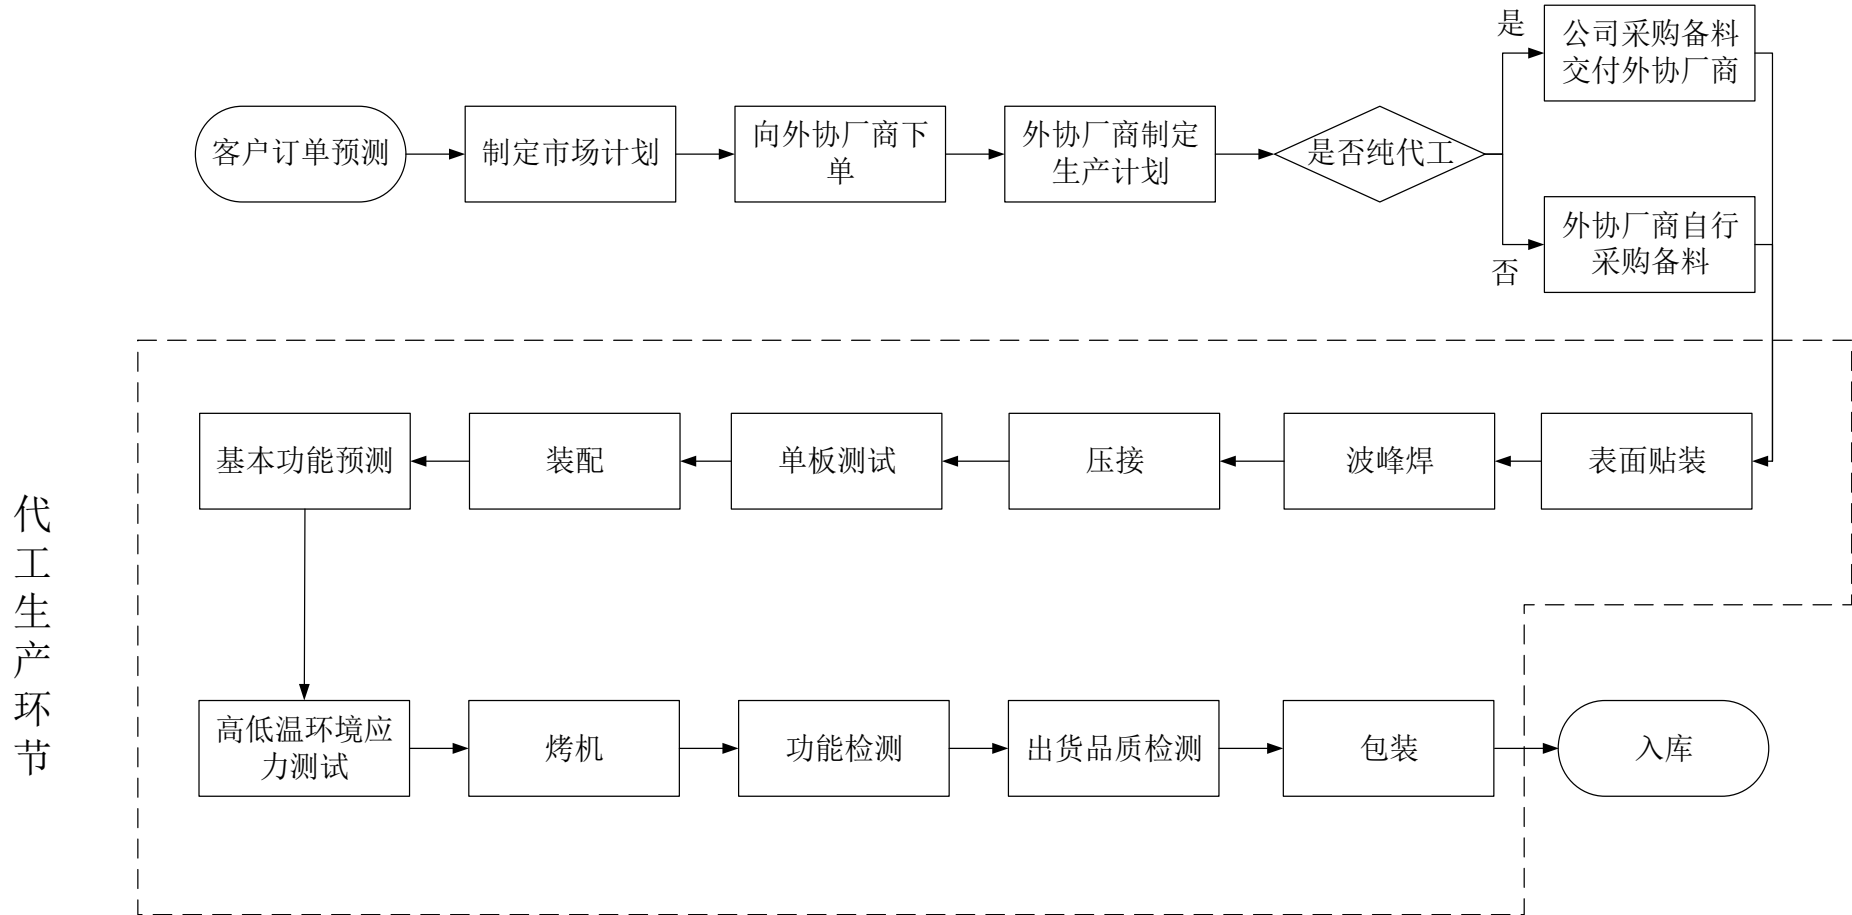 客户订单预测
制定市场计划
向外协厂商下
单
外协厂商制定
生产计划
是否纯代工
是
公司采购备料
交付外协厂商
否
外协厂商自行
采购备料
代工生产环节
表面贴装
波峰焊
压接
单板测试
装配
基本功能预测
高低温环境应
力测试
烤机
功能检测
出货品质检测
包装
入库